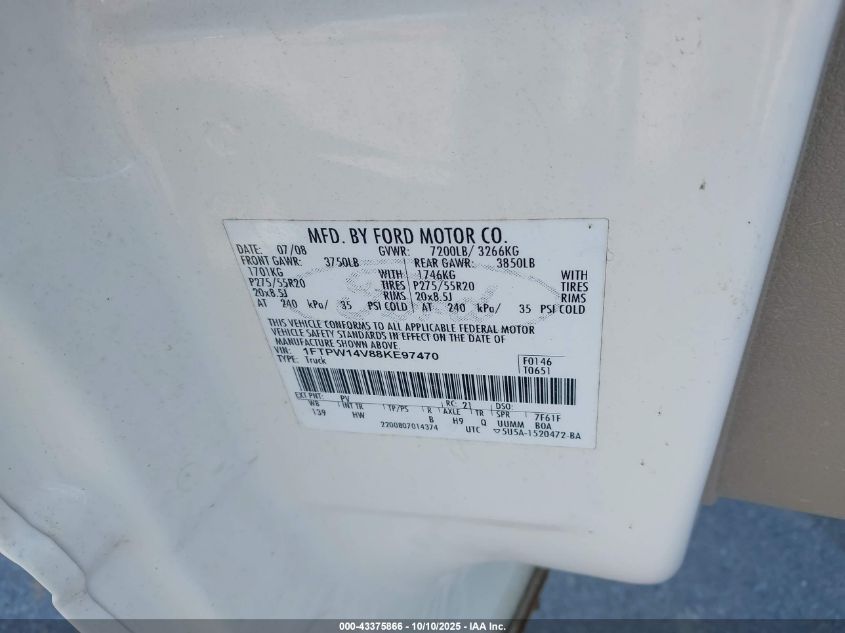 MFD. BY FORD MOTOR CO.
DATE: 07/08 GVWR: 7200LB/ 3266KG
FRONT GAWR: 3750LB REAR GAWR: 3850LB
1701KG WITH 1746KG WITH
P275/55R20 TIRES P275/55R20 TIRES
20x8.5J RIMS 20x8.5J RIMS
AT 240 kPa/ 35 PSI COLD AT 240 kPa/ 35 PSI COLD
THIS VEHICLE CONFORMS TO ALL APPLICABLE FEDERAL MOTOR
VEHICLE SAFETY STANDARDS IN EFFECT ON THE DATE OF
MANUFACTURE SHOWN ABOVE.
VIN: 1FTPW14V88KE97470
TYPE: Truck
F0146
T0651
EXT PNT: PV RC: 21 DSO:
WB INT TR TP/PS R AXLE TR SPR 7F61F
139 HW B H9 Q UUMM BOA
2200807014374 UTC ▽5U5A-1520472-BA
000-43375866 - 10/10/2025 - IAA Inc.